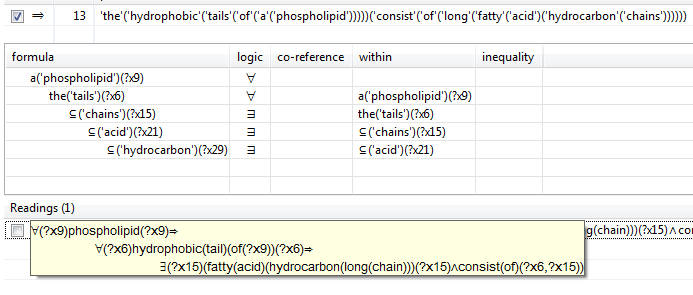 ⇒ 13 'the'('hydrophobic'('tails'('of'('a'('phospholipid')))))('consist'('of'('long'('fatty'('acid')('hydrocarbon'('chains'))))))
formula logic co-reference within inequality
a('phospholipid')(?x9) ∀
the('tails')(?x6) ∀ a('phospholipid')(?x9)
⊆('chains')(?x15) ∃ the('tails')(?x6)
⊆('acid')(?x21) ∃ ⊆('chains')(?x15)
⊆('hydrocarbon')(?x29) ∃ ⊆('acid')(?x21)
Readings (1)
∀(?x9)phospholipid(?x9)⇒
∀(?x6)hydrophobic(tail)(of(?x9))(?x6)⇒
∃(?x15)(fatty(acid)(hydrocarbon(long(chain)))(?x15)∧consist(of)(?x6,?x15))
(chain)))(?x15)∧